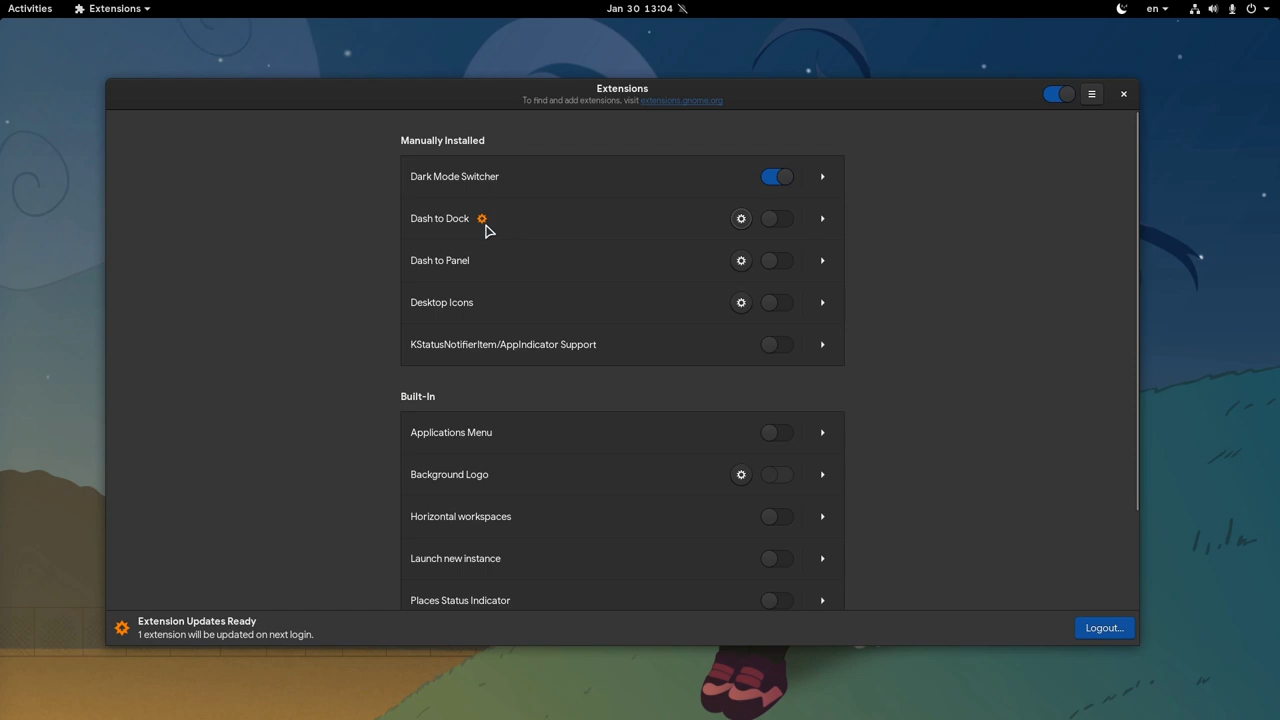 Activities
Extensions
Jan 30 13:04
en
Extensions
To find and add extensions, visit extensions.gnome.org
Manually Installed
Dark Mode Switcher
Dash to Dock
Dash to Panel
Desktop Icons
KStatusNotifierItem/AppIndicator Support
Built-In
Applications Menu
Background Logo
Horizontal workspaces
Launch new instance
Places Status Indicator
Extension Updates Ready
1 extension will be updated on next login.
Logout...